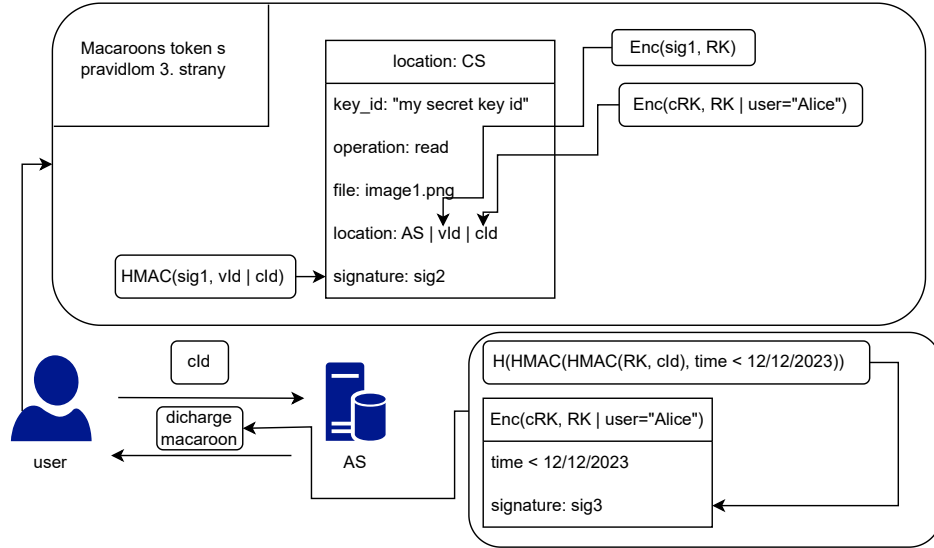 Macaroons token s
pravidlom 3. strany
location: CS
key_id: "my secret key id"
operation: read
file: image1.png
location: AS | vId | cId
signature: sig2
Enc(sig1, RK)
Enc(cRK, RK | user="Alice")
HMAC(sig1, vId | cId)
cId
dicharge
macaroon
user
AS
H(HMAC(HMAC(RK, cId), time < 12/12/2023))
Enc(cRK, RK | user="Alice")
time < 12/12/2023
signature: sig3